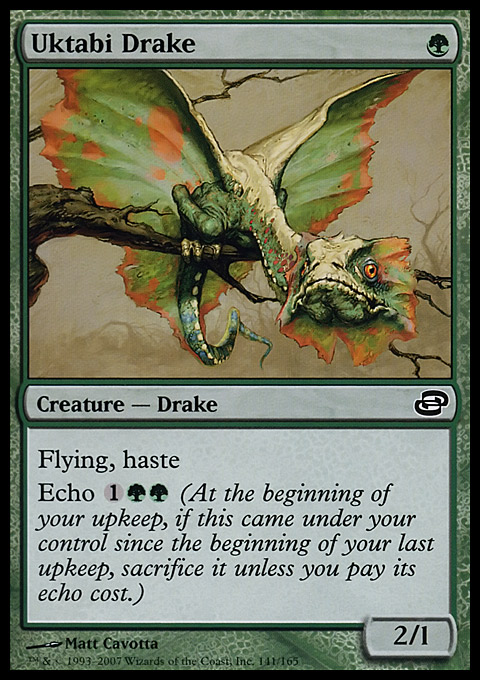 Uktabi Drake
Creature — Drake
Flying, haste
Echo 1 (At the beginning of
your upkeep, if this came under your
control since the beginning of your last
upkeep, sacrifice it unless you pay its
echo cost.)
Matt Cavotta
2/1
™ & © 1993-2007 Wizards of the Coast, Inc. 141/165